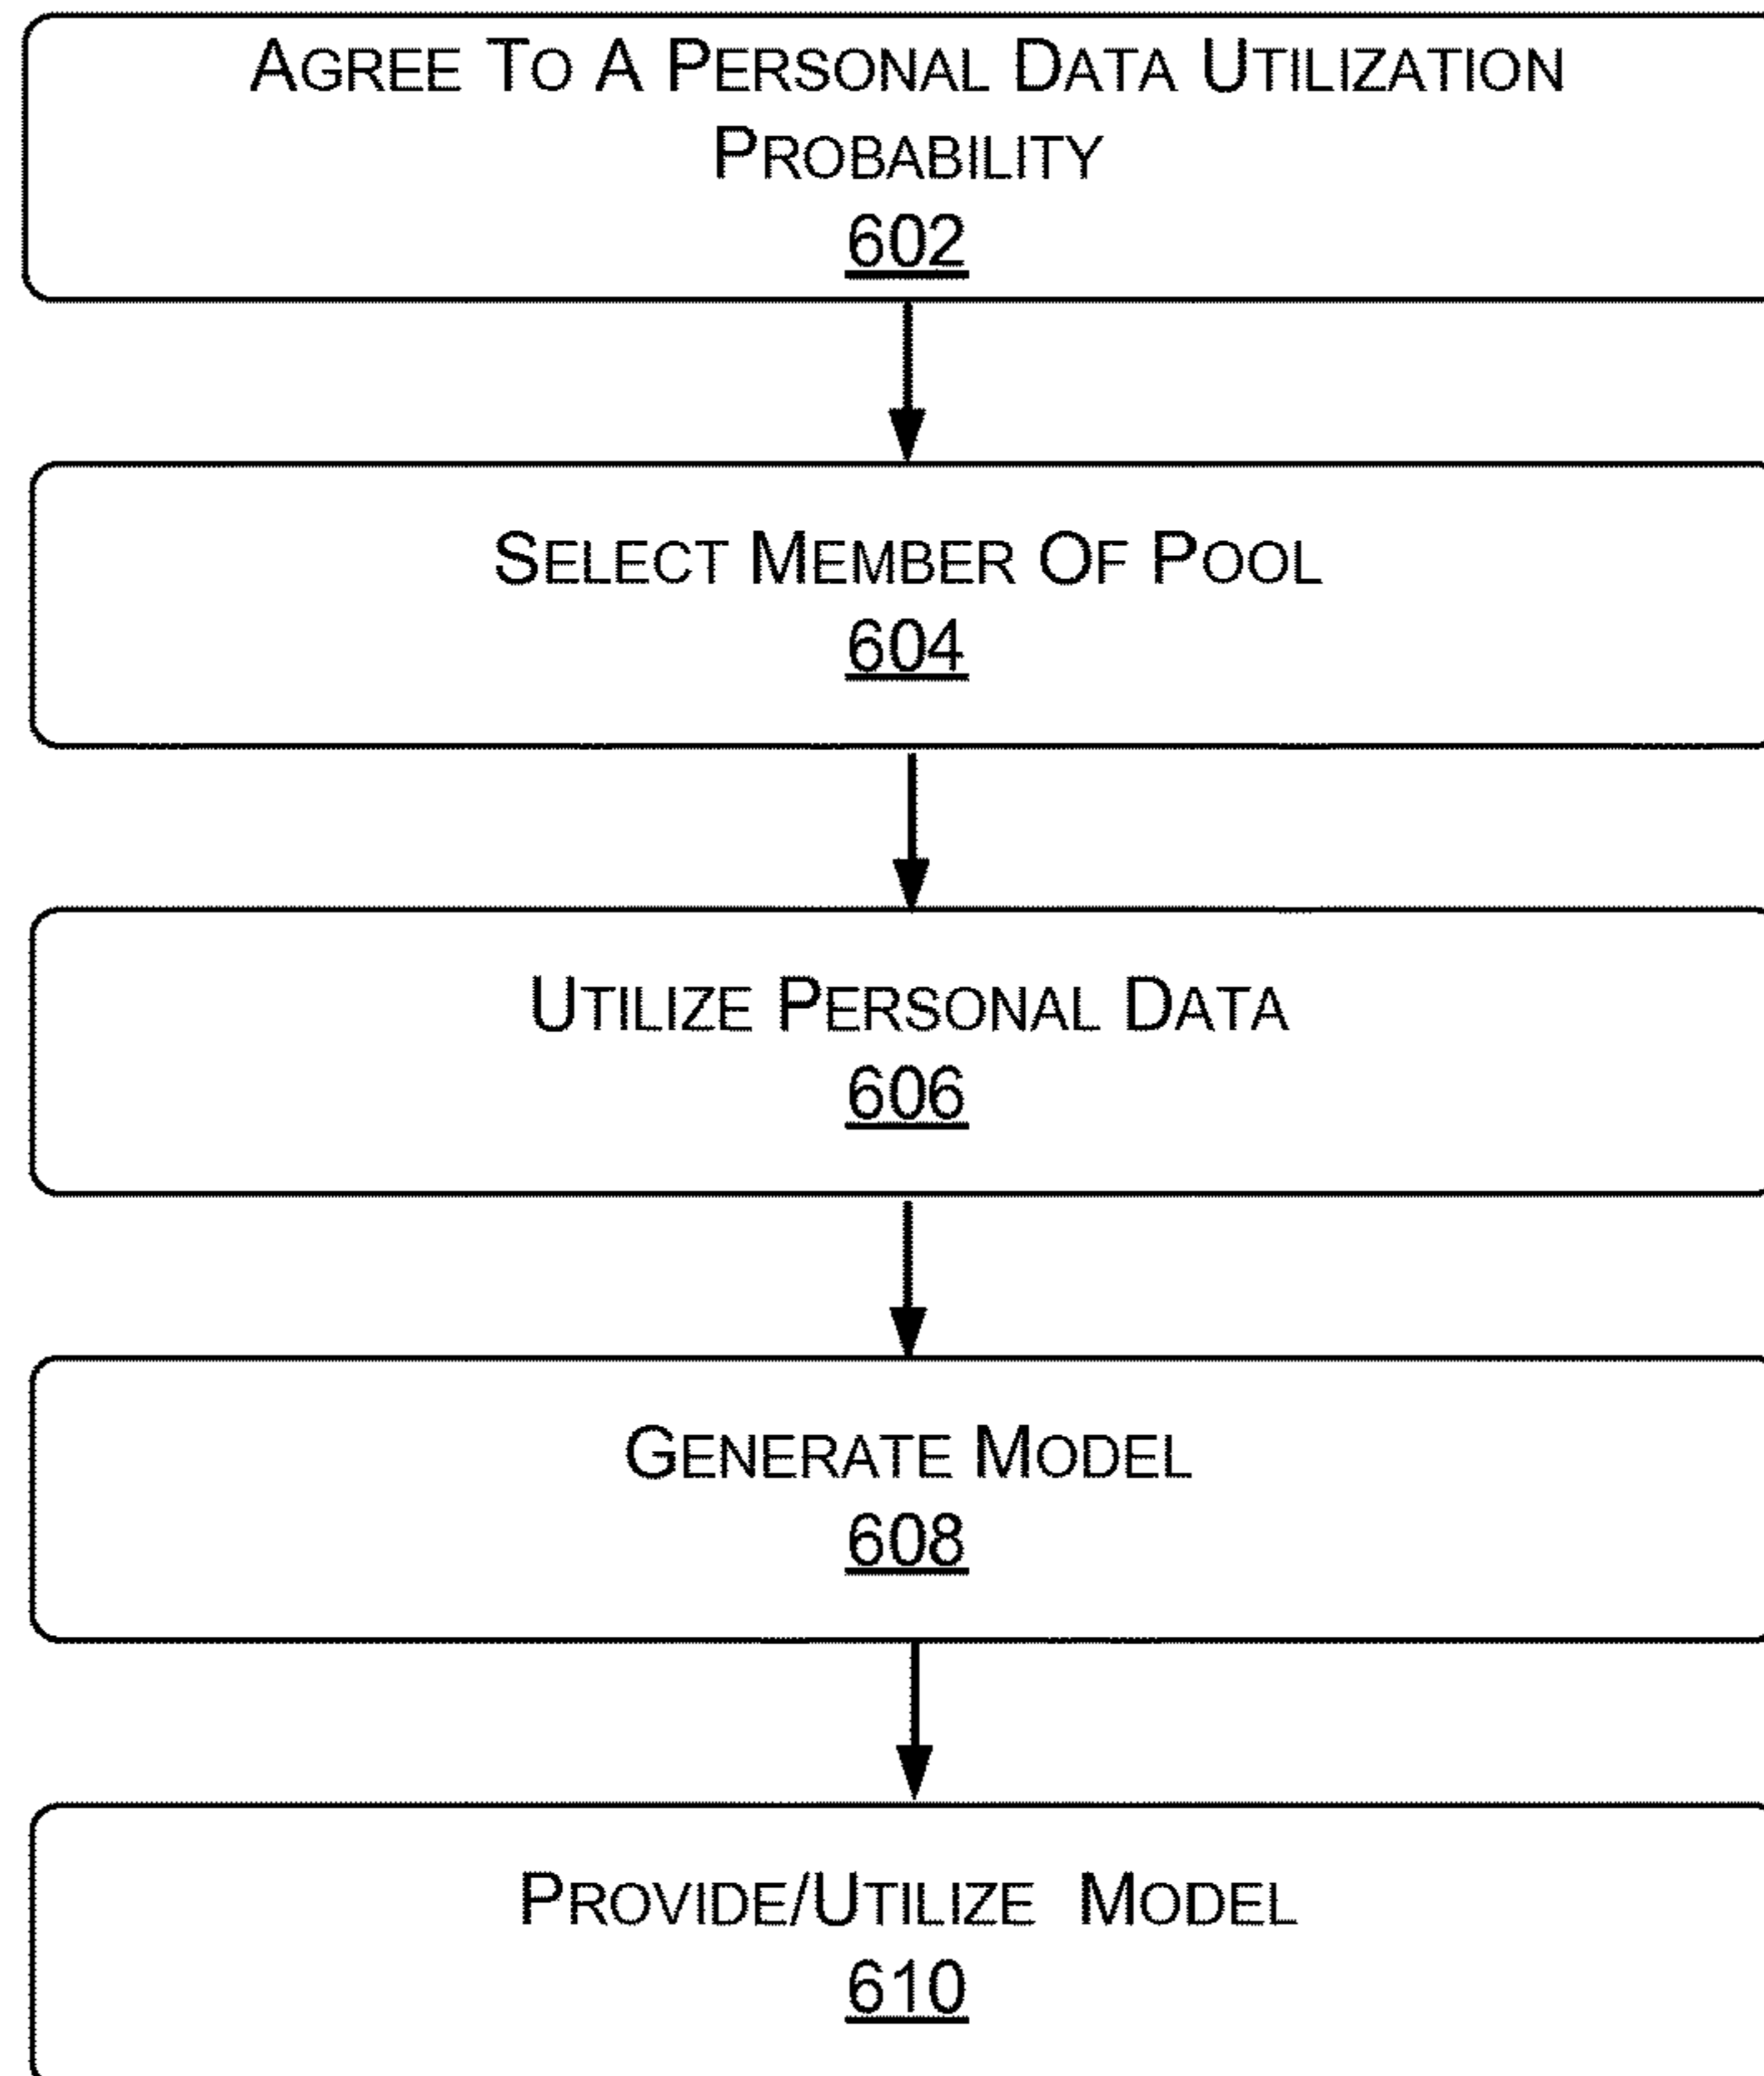 AGREE TO A PERSONAL DATA UTILIZATION
PROBABILITY
602
SELECT MEMBER OF POOL
604
UTILIZE PERSONAL DATA
606
GENERATE MODEL
608
PROVIDE/UTILIZE MODEL
610